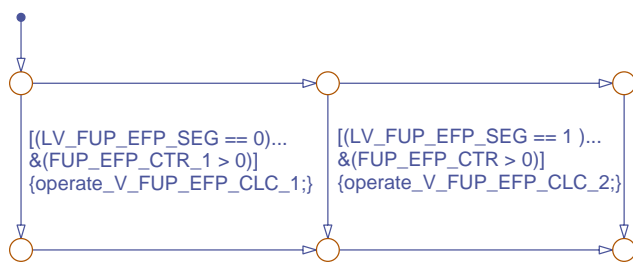 [(LV_FUP_EFP_SEG == 0)...
&(FUP_EFP_CTR_1 > 0)]
{operate_V_FUP_EFP_CLC_1;}
[(LV_FUP_EFP_SEG == 1 )...
&(FUP_EFP_CTR > 0)]
{operate_V_FUP_EFP_CLC_2;}